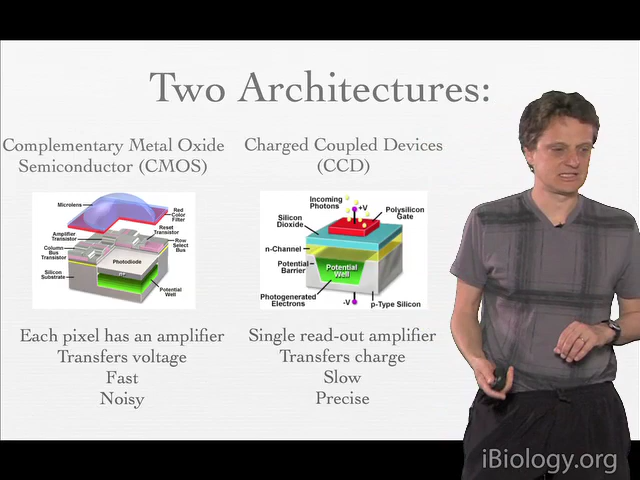 Two Architectures:
Complementary Metal Oxide
Semiconductor (CMOS)
Microlens
Red
Color
Filter
Amplifier
Transistor
Reset
Transistor
Column
Bus
Transistor
Row
Select
Bus
Photodiode
Silicon
Substrate
Potential
Well
Each pixel has an amplifier
Transfers voltage
Fast
Noisy
Charged Coupled Devices
(CCD)
Incoming
Photons
+V
Polysilicon
Gate
Silicon
Dioxide
n-Channel
Potential
Barrier
Potential
Well
Photogenerated
Electrons
-V
p-Type Silicon
Single read-out amplifier
Transfers charge
Slow
Precise
iBiology.org